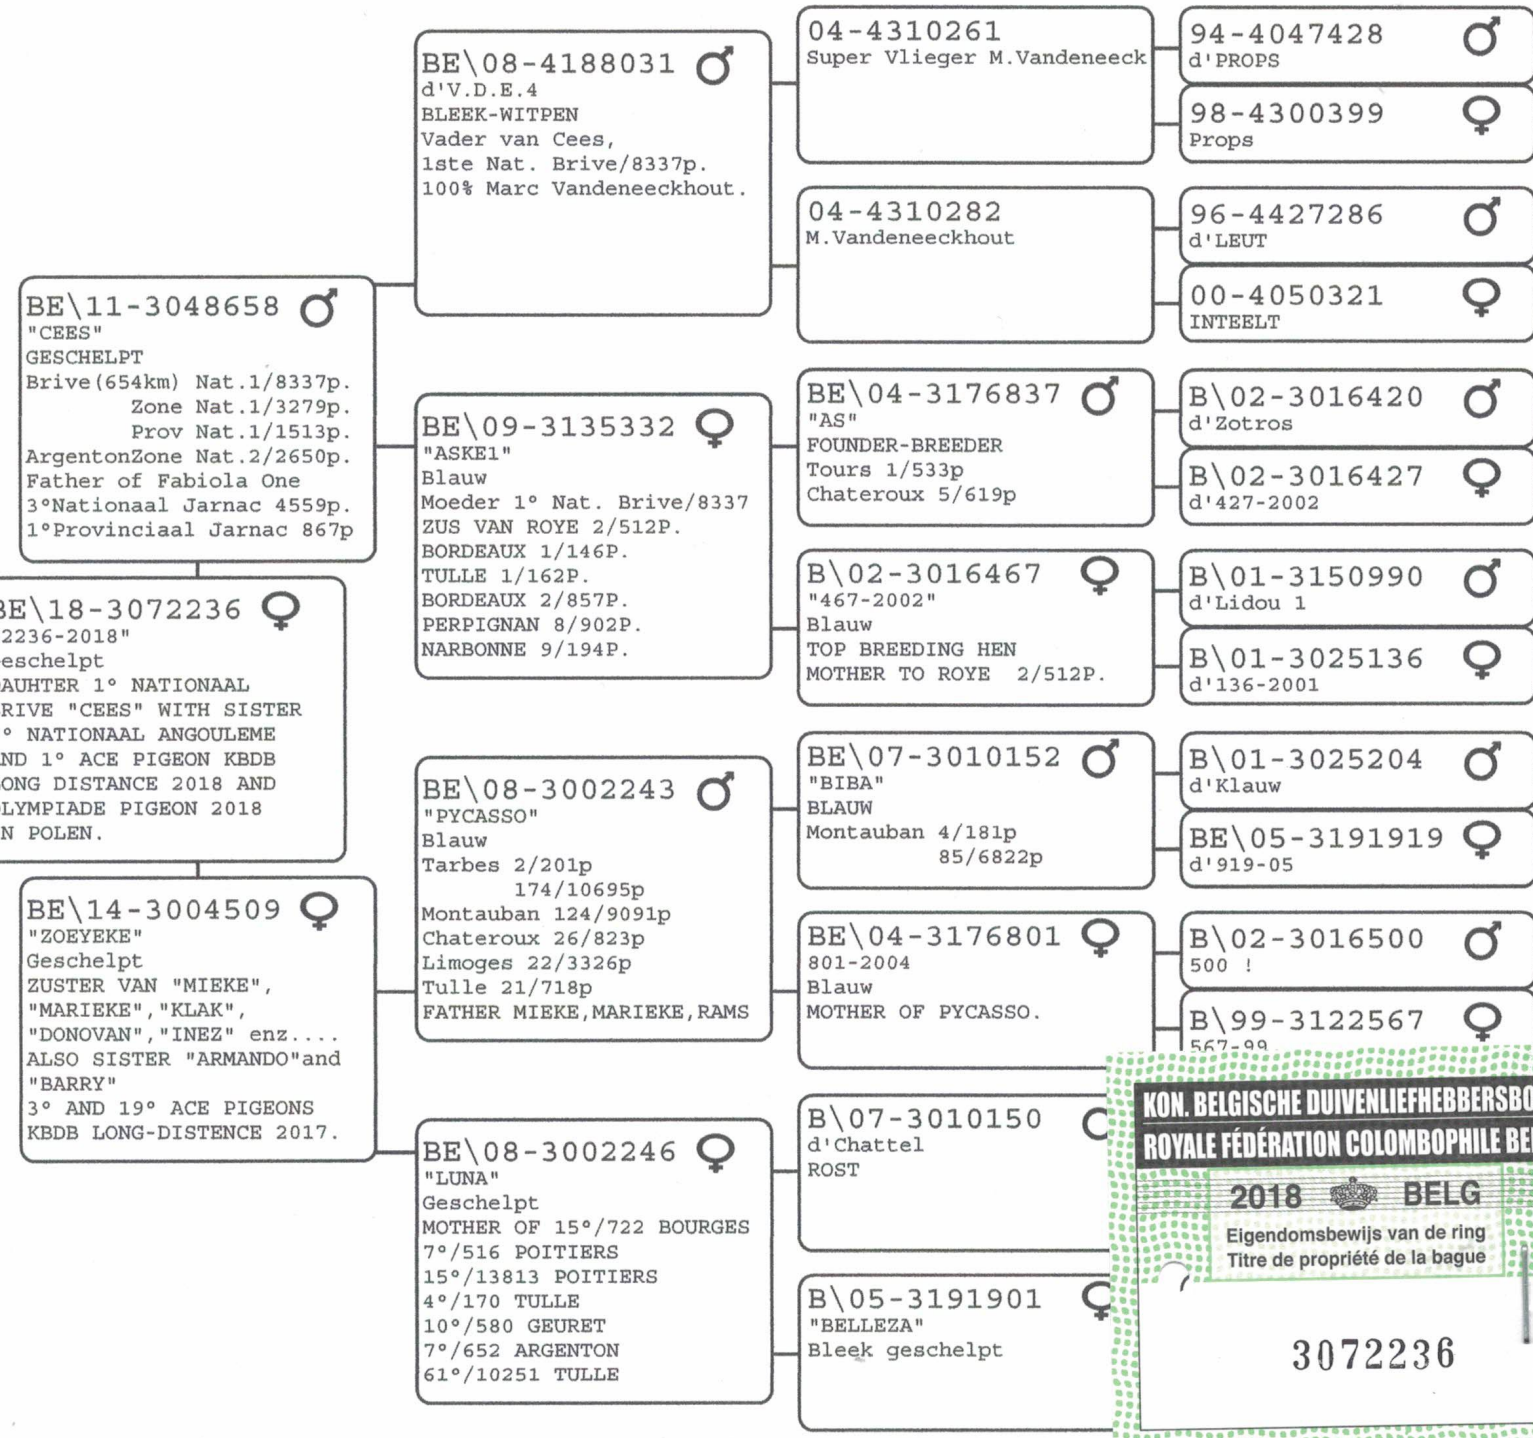 BE\11-3048658 ♂
"CEES"
GESCHELPT
Brive(654km) Nat.1/8337p.
Zone Nat.1/3279p.
Prov Nat.1/1513p.
ArgentonZone Nat.2/2650p.
Father of Fabiola One
3°Nationaal Jarnac 4559p.
1°Provinciaal Jarnac 867p
BE\18-3072236 ♀
2236-2018"
eschelpt
AUHTER 1° NATIONAAL
RIVE "CEES" WITH SISTER
° NATIONAAL ANGOULEME
ND 1° ACE PIGEON KBDB
ONG DISTANCE 2018 AND
LYMPIADE PIGEON 2018
N POLEN.
BE\14-3004509 ♀
"ZOEYEKE"
Geschelpt
ZUSTER VAN "MIEKE",
"MARIEKE","KLAK",
"DONOVAN","INEZ" enz....
ALSO SISTER "ARMANDO"and
"BARRY"
3° AND 19° ACE PIGEONS
KBDB LONG-DISTENCE 2017.
BE\08-4188031 ♂
d'V.D.E.4
BLEEK-WITPEN
Vader van Cees,
1ste Nat. Brive/8337p.
100% Marc Vandeneeckhout.
BE\09-3135332 ♀
"ASKE1"
Blauw
Moeder 1° Nat. Brive/8337
ZUS VAN ROYE 2/512P.
BORDEAUX 1/146P.
TULLE 1/162P.
BORDEAUX 2/857P.
PERPIGNAN 8/902P.
NARBONNE 9/194P.
BE\08-3002243 ♂
"PYCASSO"
Blauw
Tarbes 2/201p
174/10695p
Montauban 124/9091p
Chateroux 26/823p
Limoges 22/3326p
Tulle 21/718p
FATHER MIEKE,MARIEKE,RAMS
BE\08-3002246 ♀
"LUNA"
Geschelpt
MOTHER OF 15°/722 BOURGES
7°/516 POITIERS
15°/13813 POITIERS
4°/170 TULLE
10°/580 GEURET
7°/652 ARGENTON
61°/10251 TULLE
04-4310261
Super Vlieger M.Vandeneeck
04-4310282
M.Vandeneeckhout
BE\04-3176837 ♂
"AS"
FOUNDER-BREEDER
Tours 1/533p
Chateroux 5/619p
B\02-3016467 ♀
"467-2002"
Blauw
TOP BREEDING HEN
MOTHER TO ROYE 2/512P.
BE\07-3010152 ♂
"BIBA"
BLAUW
Montauban 4/181p
85/6822p
BE\04-3176801 ♀
801-2004
Blauw
MOTHER OF PYCASSO.
B\07-3010150
d'Chattel
ROST
B\05-3191901 ♀
"BELLEZA"
Bleek geschelpt
94-4047428 ♂
d'PROPS
98-4300399 ♀
Props
96-4427286 ♂
d'LEUT
00-4050321 ♀
INTEELT
B\02-3016420 ♂
d'Zotros
B\02-3016427 ♀
d'427-2002
B\01-3150990 ♂
d'Lidou 1
B\01-3025136 ♀
d'136-2001
B\01-3025204 ♂
d'Klauw
BE\05-3191919 ♀
d'919-05
B\02-3016500 ♂
500 !
B\99-3122567 ♀
567-99
KON. BELGISCHE DUIVENLIEFHEBBERSBO
ROYALE FÉDÉRATION COLOMBOPHILE BE
2018 BELG
Eigendomsbewijs van de ring
Titre de propriété de la bague
3072236